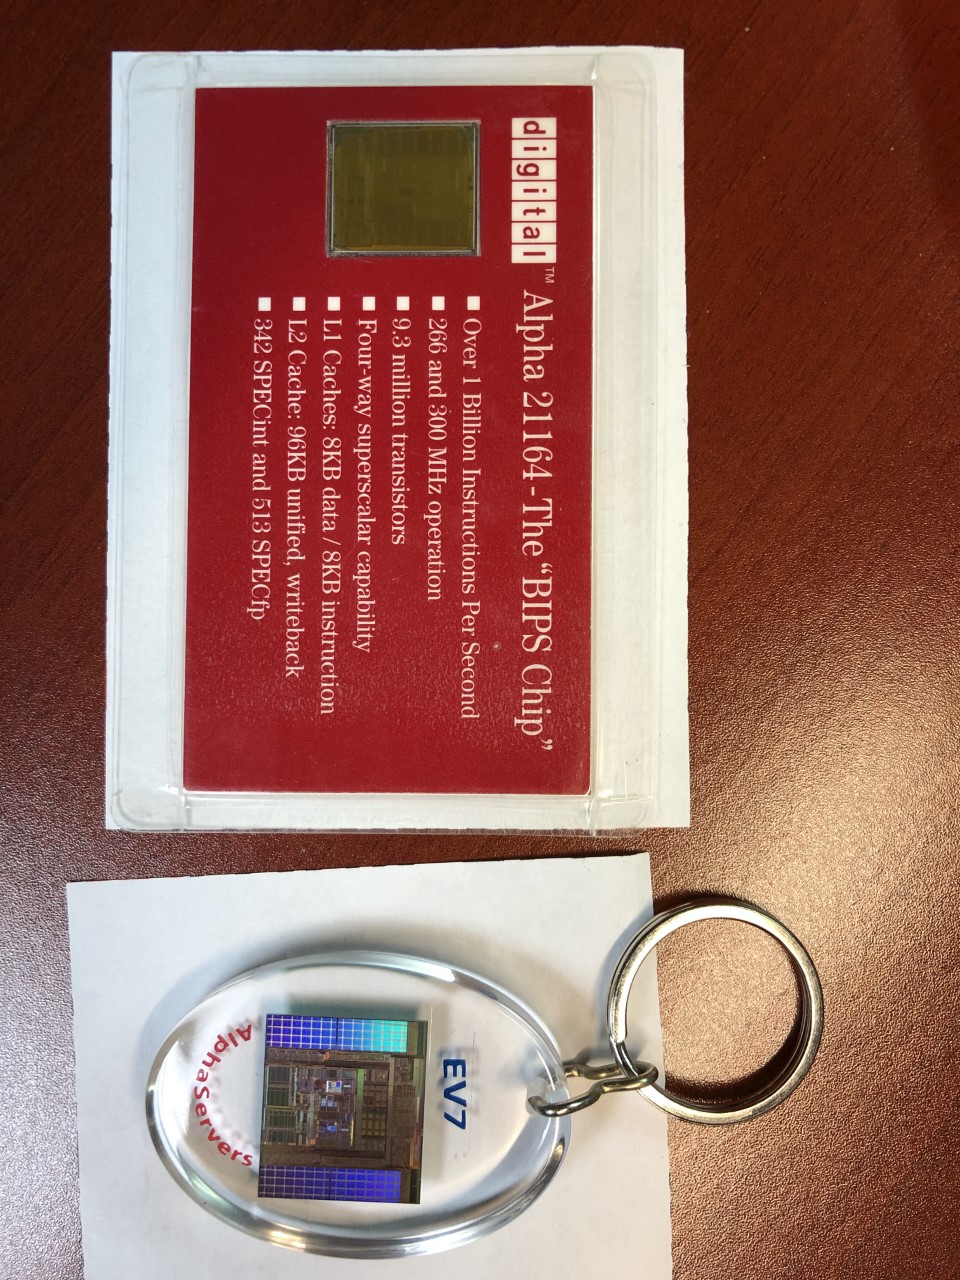 digital™ Alpha 21164-The “BIPS Chip”
■ Over 1 Billion Instructions Per Second
■ 266 and 300 MHz operation
■ 9.3 million transistors
■ Four-way superscalar capability
■ L1 Caches: 8KB data / 8KB instruction
■ L2 Cache: 96KB unified, writeback
■ 342 SPECint and 513 SPECfp
EV7
AlphaServers